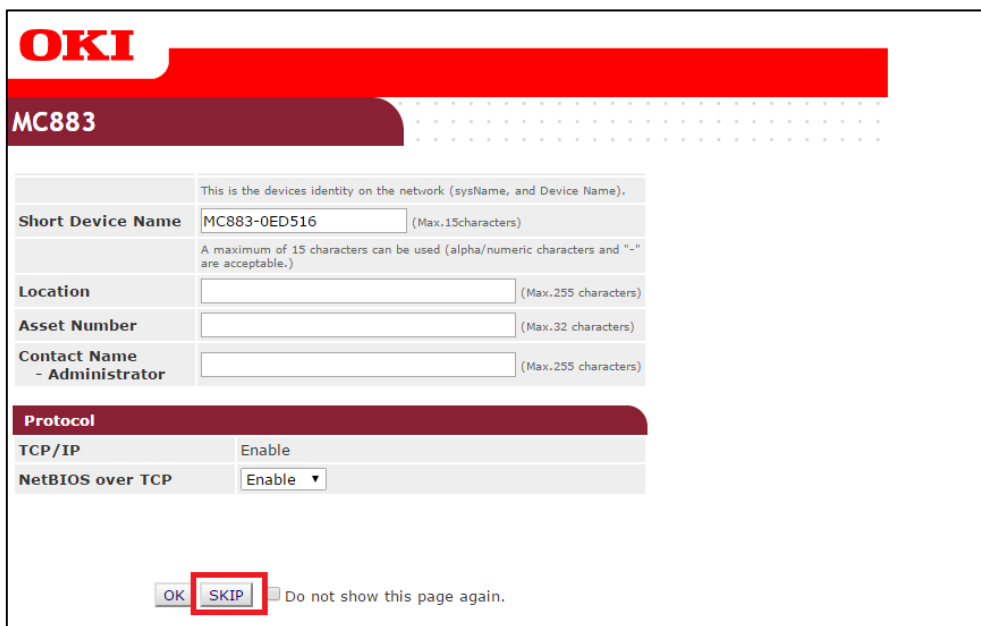 OKI
MC883
This is the devices identity on the network (sysName, and Device Name).
Short Device Name MC883-0ED516 (Max.15characters)
A maximum of 15 characters can be used (alpha/numeric characters and "-"
are acceptable.)
Location (Max.255 characters)
Asset Number (Max.32 characters)
Contact Name
- Administrator (Max.255 characters)
Protocol
TCP/IP Enable
NetBIOS over TCP Enable
OK SKIP Do not show this page again.